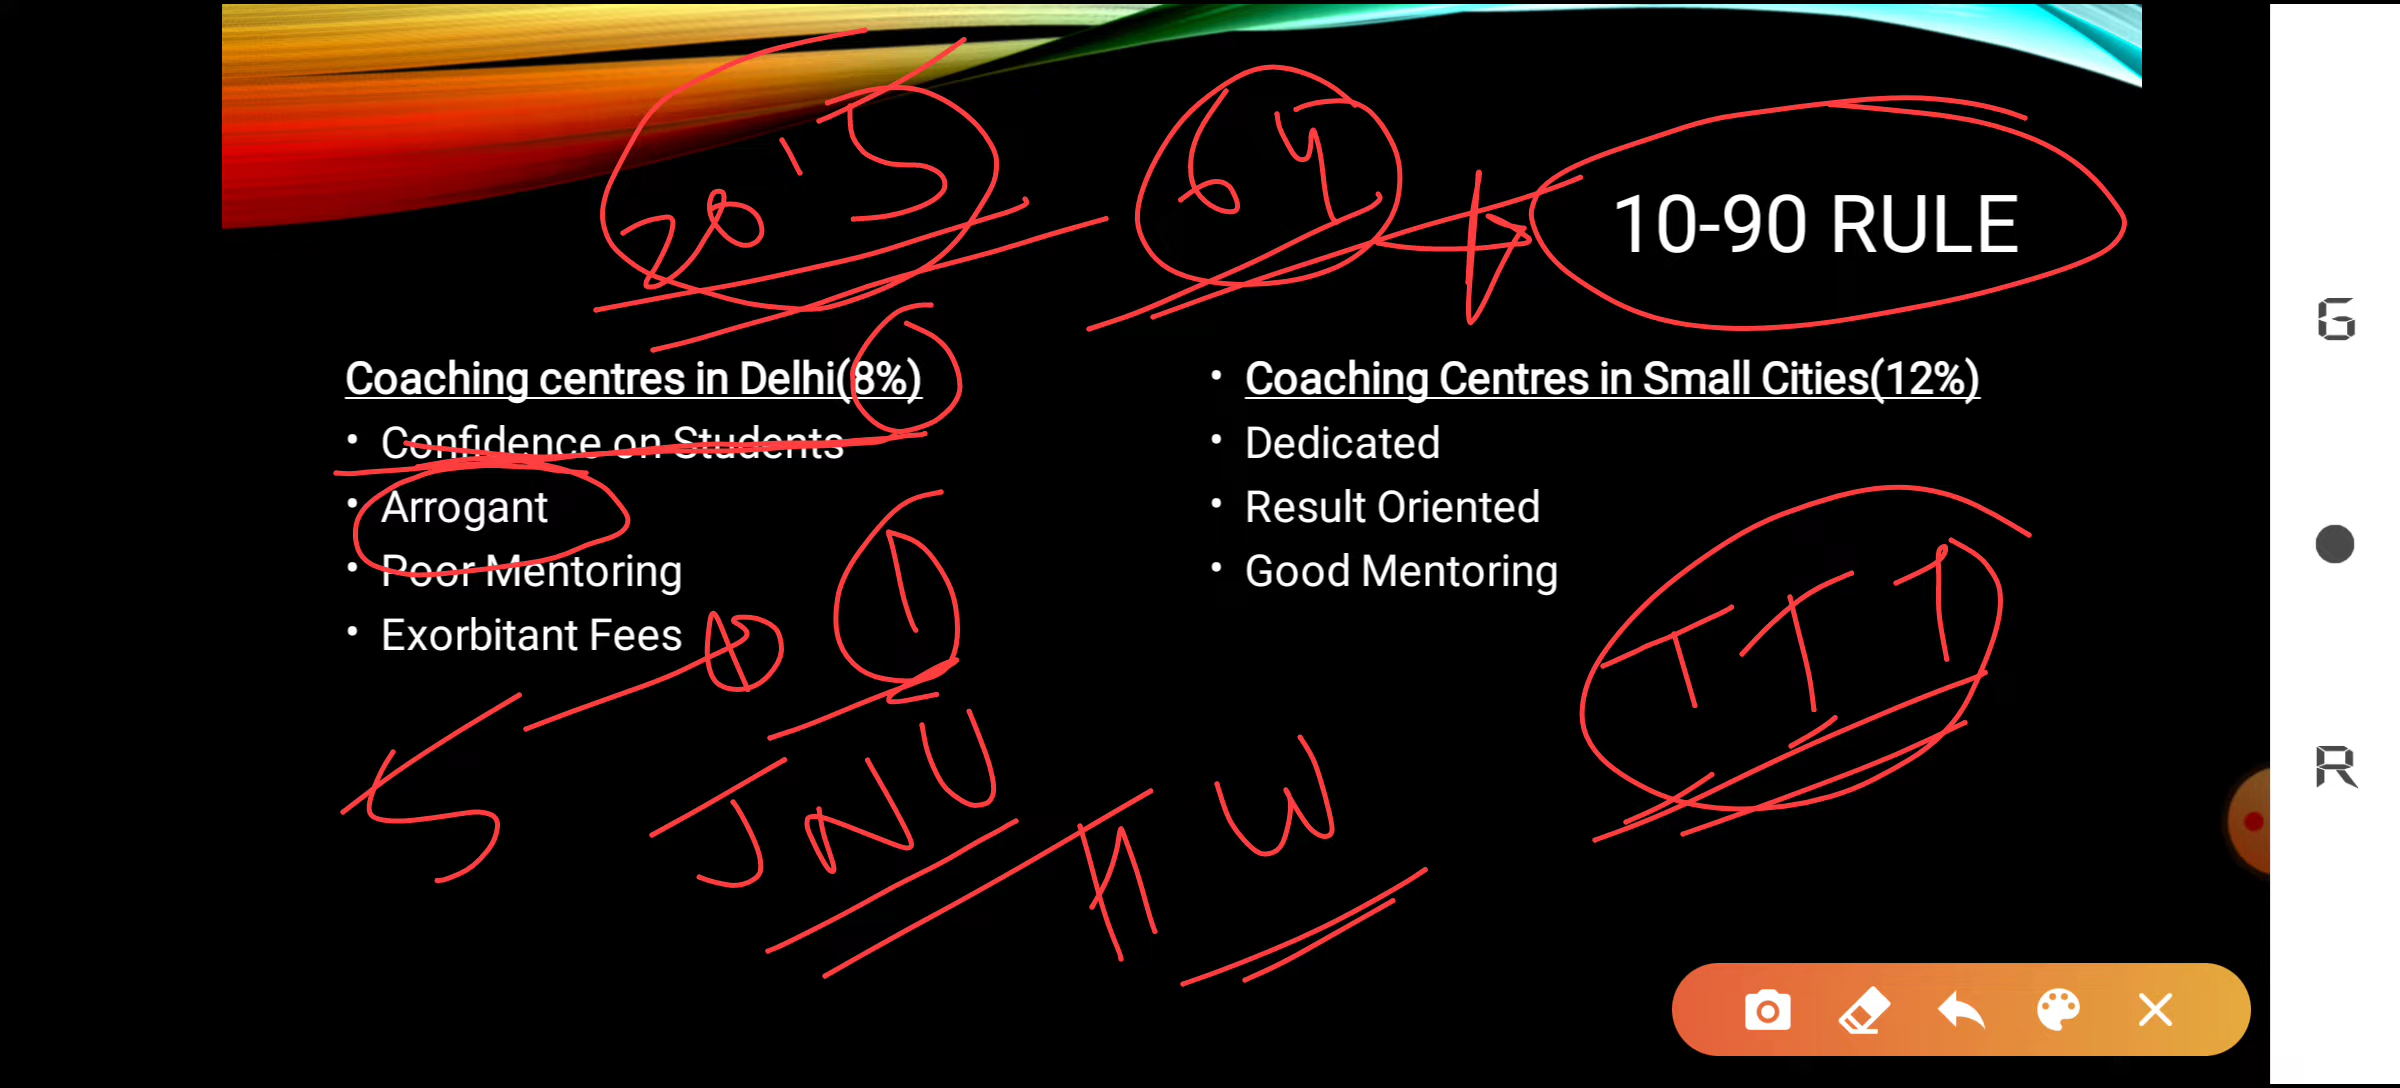 10-90 RULE
Coaching centres in Delhi(8%)
• Confidence on Students
• Arrogant
• Poor Mentoring
• Exorbitant Fees
• Coaching Centres in Small Cities(12%)
• Dedicated
• Result Oriented
• Good Mentoring
JNU
G
R